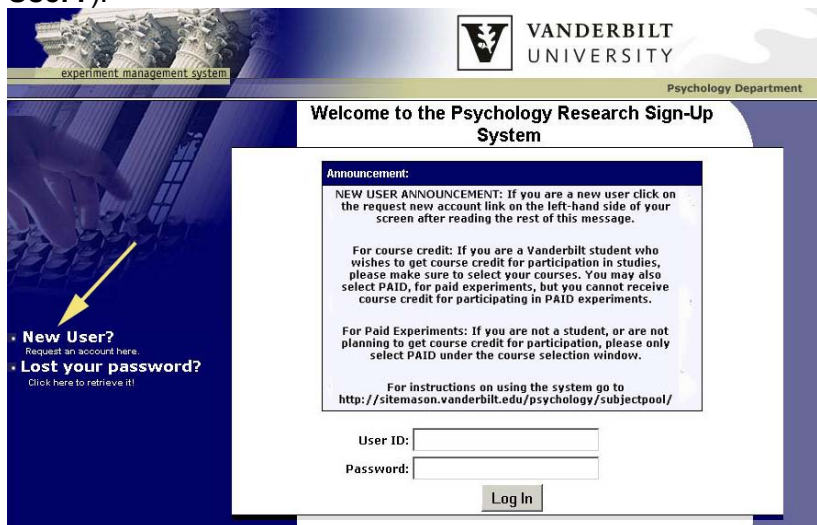 User?).
experiment management system
V
VANDERBILT
UNIVERSITY
Psychology Department
Welcome to the Psychology Research Sign-Up
System
Announcement:
NEW USER ANNOUNCEMENT: If you are a new user click on
the request new account link on the left-hand side of your
screen after reading the rest of this message.
For course credit: If you are a Vanderbilt student who
wishes to get course credit for participation in studies,
please make sure to select your courses. You may also
select PAID, for paid experiments, but you cannot receive
course credit for participating in PAID experiments.
For Paid Experiments: If you are not a student, or are not
planning to get course credit for participation, please only
select PAID under the course selection window.
For instructions on using the system go to
http://sitemason.vanderbilt.edu/psychology/subjectpool/
New User?
Request an account here.
Lost your password?
Click here to retrieve it!
User ID:
Password:
Log In